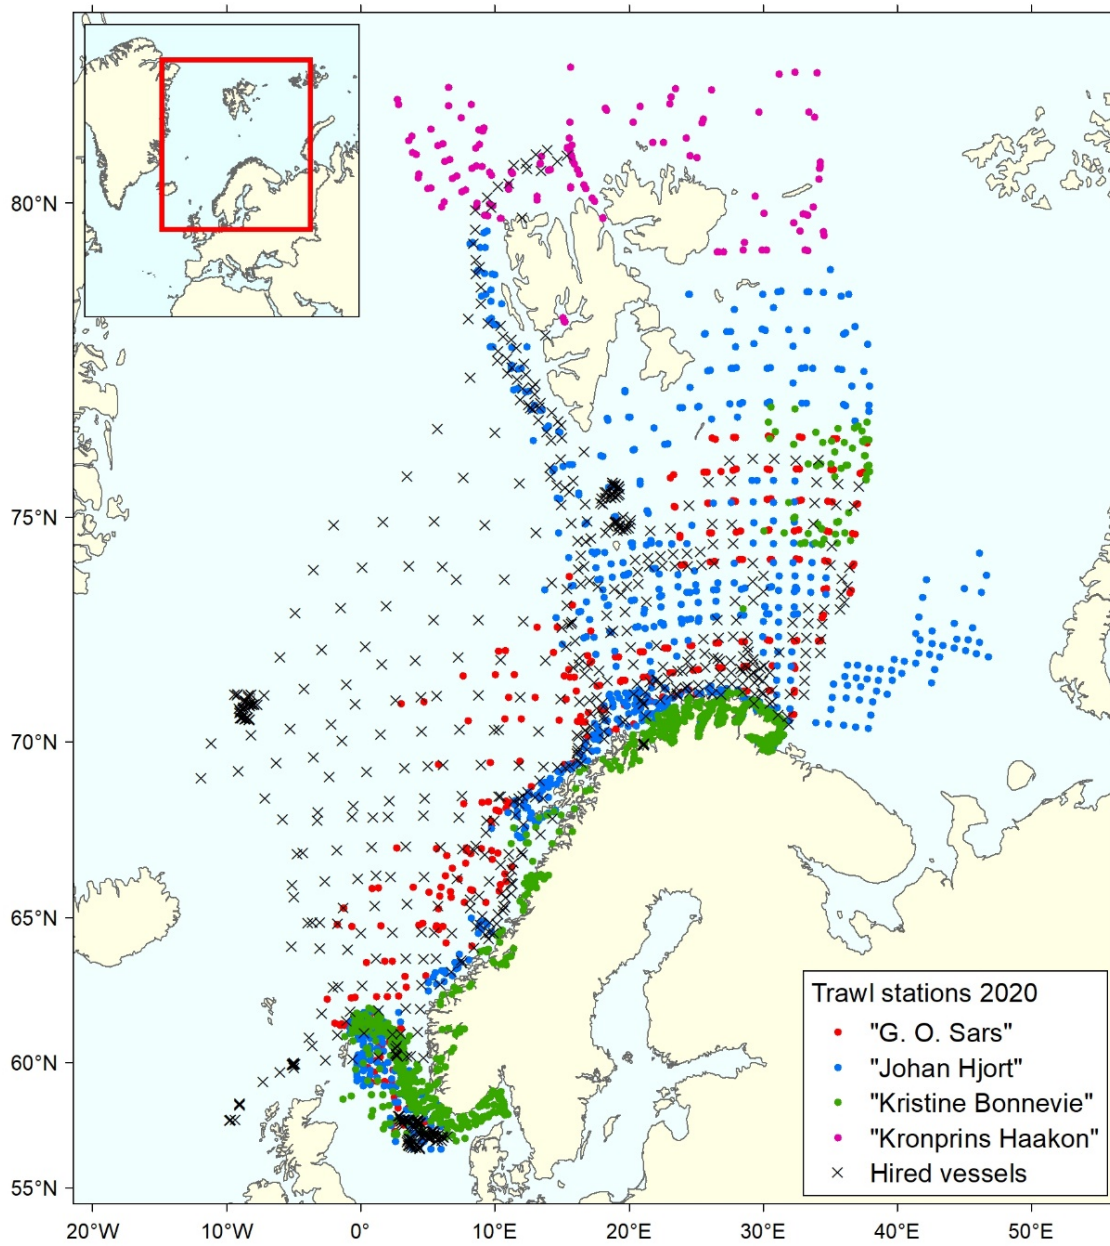 80°N
75°N
70°N
65°N
60°N
55°N
Trawl stations 2020
"G. O. Sars"
"Johan Hjort"
"Kristine Bonnevie"
"Kronprins Haakon"
Hired vessels
20°W 10°W 0° 10°E 20°E 30°E 40°E 50°E